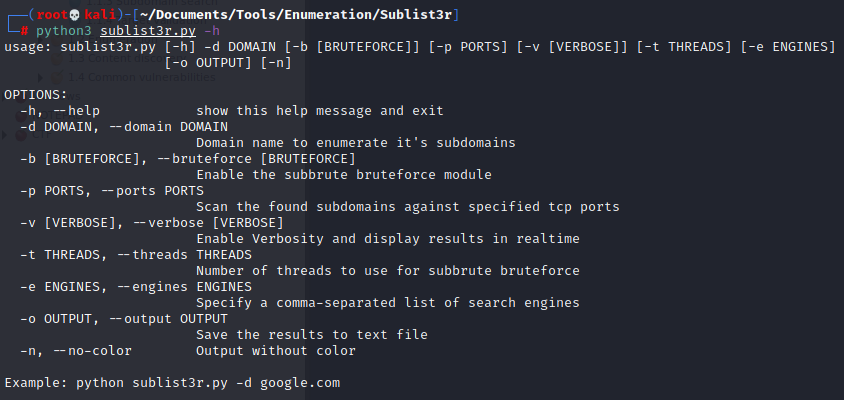 (root💀kali)-[~/Documents/Tools/Enumeration/Sublist3r]
# python3 sublist3r.py -h
usage: sublist3r.py [-h] -d DOMAIN [-b [BRUTEFORCE]] [-p PORTS] [-v [VERBOSE]] [-t THREADS] [-e ENGINES]
[-o OUTPUT] [-n]
1.4 Common vulnerabilities
OPTIONS:
-h, --help show this help message and exit
-d DOMAIN, --domain DOMAIN
Domain name to enumerate it's subdomains
-b [BRUTEFORCE], --bruteforce [BRUTEFORCE]
Enable the subbrute bruteforce module
-p PORTS, --ports PORTS
Scan the found subdomains against specified tcp ports
-v [VERBOSE], --verbose [VERBOSE]
Enable Verbosity and display results in realtime
-t THREADS, --threads THREADS
Number of threads to use for subbrute bruteforce
-e ENGINES, --engines ENGINES
Specify a comma-separated list of search engines
-o OUTPUT, --output OUTPUT
Save the results to text file
-n, --no-color Output without color
Example: python sublist3r.py -d google.com